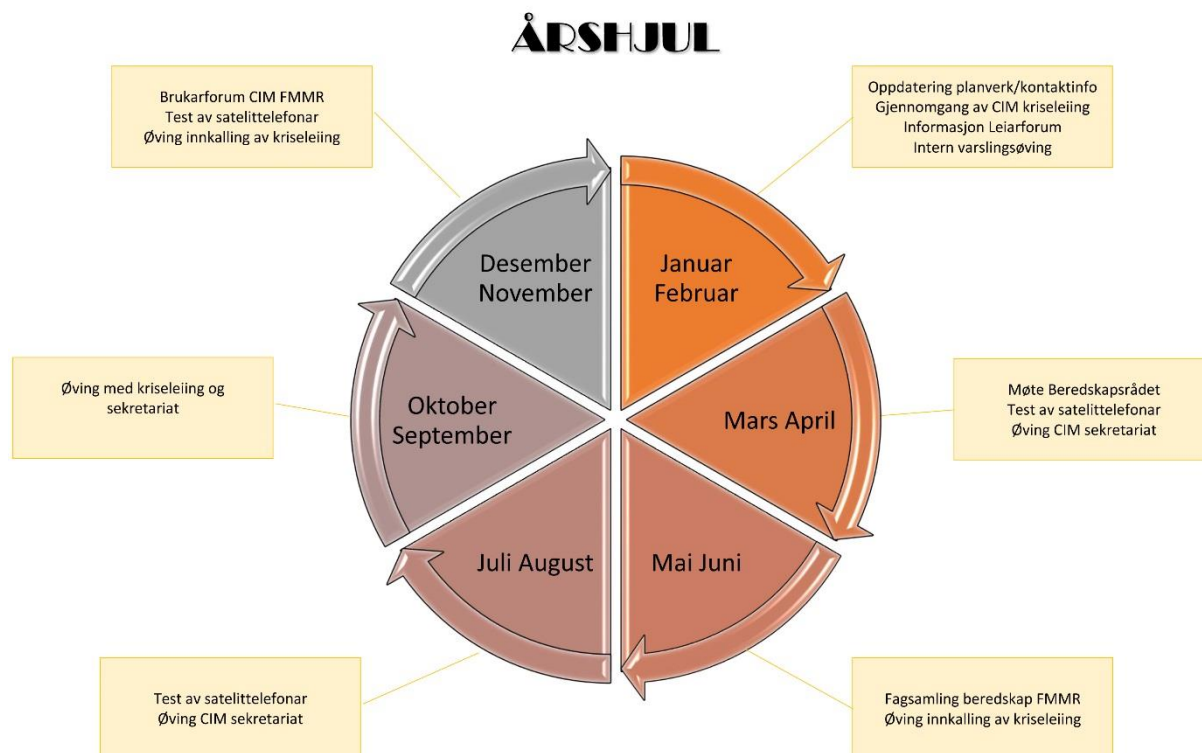 ÅRSHJUL
Oppdatering planverk/kontaktinfo
Gjennomgang av CIM kriseleiing
Informasjon Leiarforum
Intern varslingsøving
Januar
Februar
Møte Beredskapsrådet
Test av satelittelefonar
Øving CIM sekretariat
Mars April
Fagsamling beredskap FMMR
Øving innkalling av kriseleiing
Mai Juni
Test av satelittelefonar
Øving CIM sekretariat
Juli August
Øving med kriseleiing og
sekretariat
Oktober
September
Brukarforum CIM FMMR
Test av satelittelefonar
Øving innkalling av kriseleiing
Desember
November